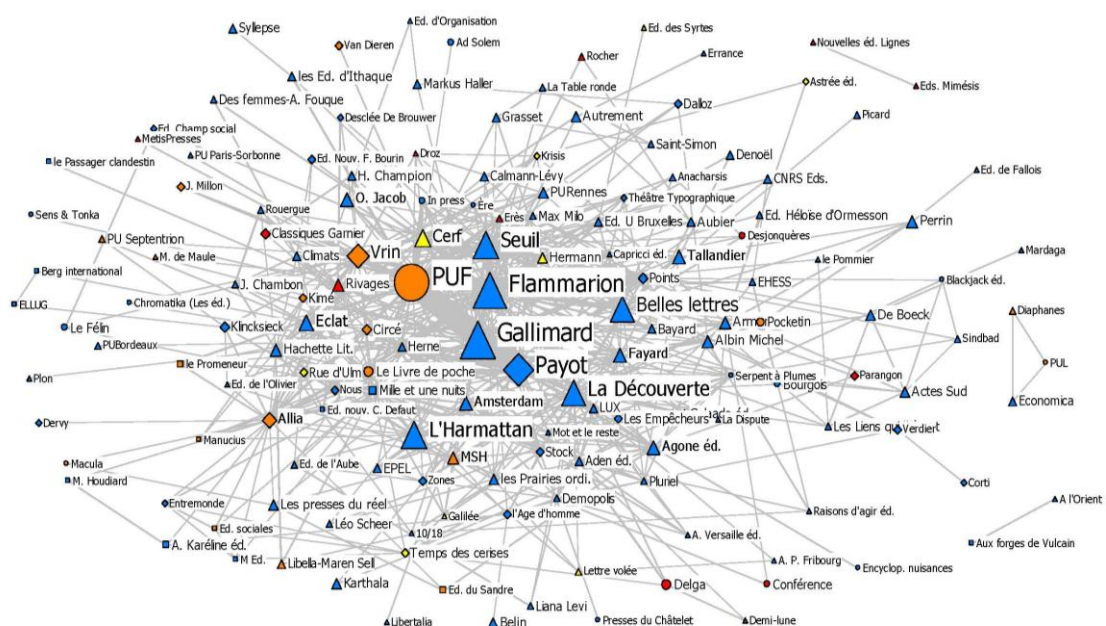 Syllepse
Ed. d'Organisation
Ed. des Syrtes
Van Dieren
Ad Solem
Rocher
Nouvelles éd. Lignes
Errance
les Ed. d'Ithaque
Markus Haller
La Table ronde
Astrée éd.
Eds. Mimésis
Des femmes-A. Fouque
Dalloz
Desclée De Brouwer
Grasset
Autrement
Picard
Ed. Champ social
MetisPresses
Saint-Simon
PU Paris-Sorbonne
Ed. Nouv. F. Bourin
Droz
Krisis
Denoël
le Passager clandestin
H. Champion
Calmann-Lévy
Anacharsis
CNRS Eds.
Ed. de Fallois
J. Millon
O. Jacob
In press
Ère
PURennes
Théâtre Typographique
Rouergue
Sens & Tonka
Erès
Max Milo
Ed. U Bruxelles
Aubier
Ed. Héloïse d'Ormesson
Perrin
Classiques Garnier
PU Septentrion
Cerf
Seuil
Desjonquères
Vrin
Climats
M. de Maule
Hermann
Capricci éd.
Tallandier
le Pommier
Mardaga
Berg international
PUF
J. Chambon
Rivages
Flammarion
Points
EHESS
Blackjack éd.
ELLUG
Chromatika (Les éd.)
Kimé
Belles lettres
Diaphanes
Le Félin
Klincksieck
Eclat
Circé
Gallimard
Bayard
Pocketin
De Boeck
Albin Michel
Sindbad
PUBordeaux
Hachette Lit.
Herne
Fayard
PUL
le Promeneur
Rue d'Ulm
Le Livre de poche
Payot
Serpent à Plumes
Parangon
Plon
Ed. de l'Olivier
Nous
Mille et une nuits
La Découverte
Bourgois
Actes Sud
Economica
Amsterdam
Ed. nouv. C. Defaut
LUX
Dervy
Allia
L'Harmattan
Mot et le reste
Les Empêcheurs
La Dispute
Les Liens qu
Verdiert
Manucius
Macula
Ed. de l'Aube
MSH
Stock
Agone éd.
M. Houdiard
EPEL
Zones
Aden éd.
les Prairies ordi.
Pluriel
Corti
Entremonde
Les presses du réel
Galilée
l'Age d'homme
Demopolis
Raisons d'agir éd.
A l'Orient
Ed. sociales
Léo Scheer
10/18
A. Versaille éd.
A. Karéline éd.
Aux forges de Vulcain
M Ed.
Libella-Maren Sell
Temps des cerises
Lettre volée
A. P. Fribourg
Encyclop. nuisances
Karthala
Ed. du Sandre
Delga
Conférence
Liana Levi
Libertalia
Belin
Presses du Châtelet
Demi-lune